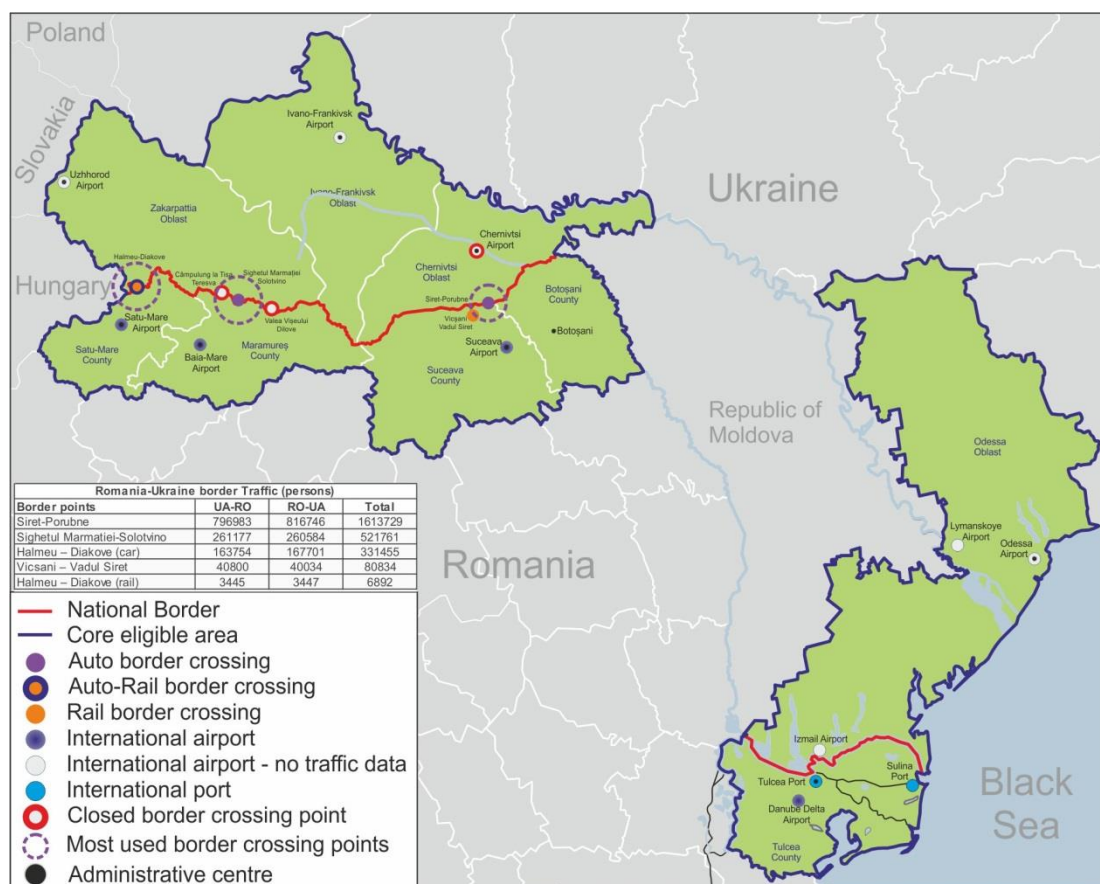 Poland
Slovakia
Hungary
Ukraine
Republic of
Moldova
Romania
Black
Sea
Ivano-Frankivsk
Airport
Uzhhorod
Airport
Zakarpattia
Oblast
Ivano-Frankivsk
Oblast
Chernivtsi
Airport
Halmeu-Diakove
Câmpulung la Tisa
Teresva
Sighetul Marmației
Solotvino
Chernivtsi
Oblast
Siret-Porubne
Botoșani
County
Valea Vișeului
Dilove
Vicșani
Vadul Siret
Botoșani
Satu-Mare
Airport
Satu-Mare
County
Baia-Mare
Airport
Maramureș
County
Suceava
Airport
Suceava
County
Odessa
Oblast
Lymanskoye
Airport
Odessa
Airport
Izmail Airport
Sulina
Port
Tulcea Port
Danube Delta
Airport
Tulcea
County
Romania-Ukraine border Traffic (persons)
Border points UA-RO RO-UA Total
Siret-Porubne 796983 816746 1613729
Sighetul Marmatiei-Solotvino 261177 260584 521761
Halmeu – Diakove (car) 163754 167701 331455
Vicsani – Vadul Siret 40800 40034 80834
Halmeu – Diakove (rail) 3445 3447 6892
National Border
Core eligible area
Auto border crossing
Auto-Rail border crossing
Rail border crossing
International airport
International airport - no traffic data
International port
Closed border crossing point
Most used border crossing points
Administrative centre